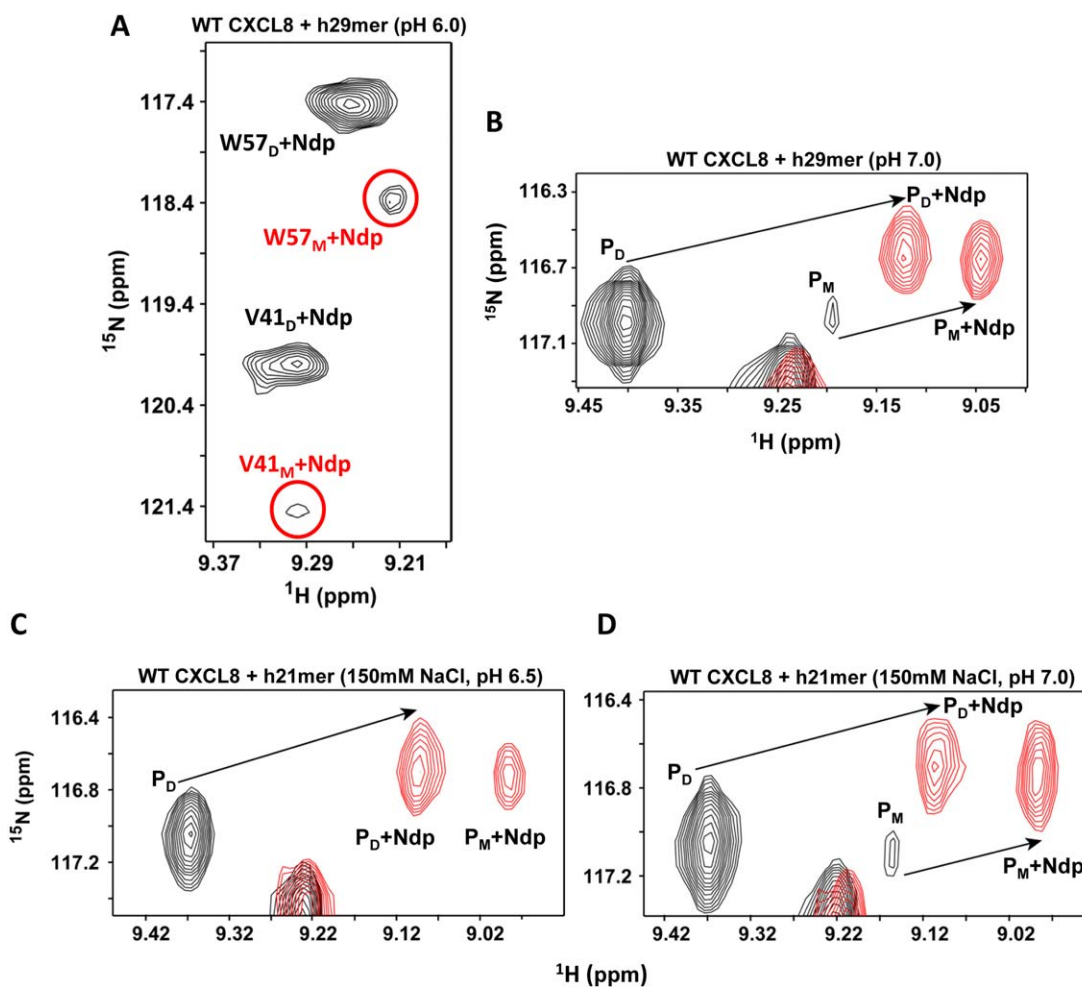 A
WT CXCL8 + h29mer (pH 6.0)
117.4
W57D+Ndp
118.4
W57M+Ndp
119.4
V41D+Ndp
120.4
V41M+Ndp
121.4
15N (ppm)
9.37 9.29 9.21
1H (ppm)
B
WT CXCL8 + h29mer (pH 7.0)
116.3
PD+Ndp
PD
116.7
PM
117.1
PM+Ndp
15N (ppm)
9.45 9.35 9.25 9.15 9.05
1H (ppm)
C
WT CXCL8 + h21mer (150mM NaCl, pH 6.5)
116.4
PD
116.8
PD+Ndp PM+Ndp
117.2
15N (ppm)
9.42 9.32 9.22 9.12 9.02
D
WT CXCL8 + h21mer (150mM NaCl, pH 7.0)
116.4
PD+Ndp
PD
116.8
PM
117.2
PM+Ndp
9.42 9.32 9.22 9.12 9.02
1H (ppm)